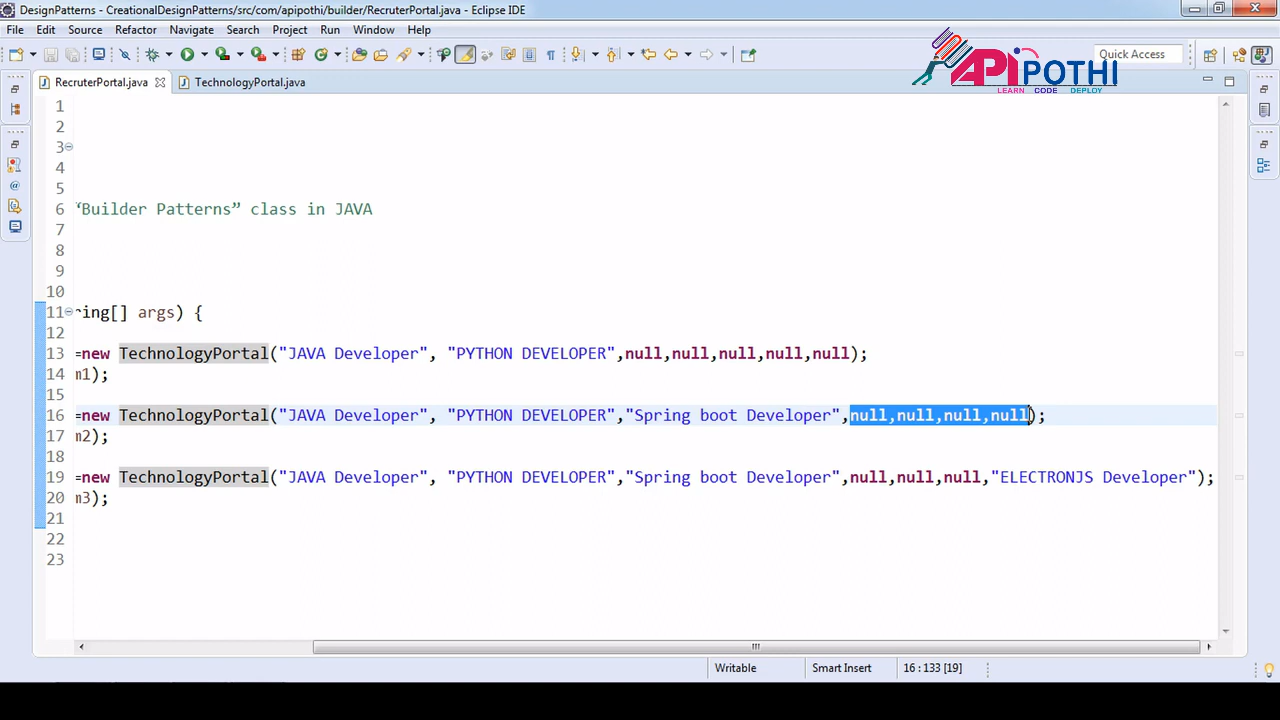 DesignPatterns - CreationalDesignPatterns/src/com/apipothi/builder/RecruterPortal.java - Eclipse IDE
File Edit Source Refactor Navigate Search Project Run Window Help
Quick Access
APIPOTHI
LEARN CODE DEPLOY
RecruterPortal.java TechnologyPortal.java
1
2
3
4
5
6 “Builder Patterns” class in JAVA
7
8
9
10
11 ring[] args) {
12
13 =new TechnologyPortal("JAVA Developer", "PYTHON DEVELOPER",null,null,null,null,null);
14 m1);
15
16 =new TechnologyPortal("JAVA Developer", "PYTHON DEVELOPER","Spring boot Developer",null,null,null,null);
17 m2);
18
19 =new TechnologyPortal("JAVA Developer", "PYTHON DEVELOPER","Spring boot Developer",null,null,null,"ELECTRONJS Developer");
20 m3);
21
22
23
Writable Smart Insert 16 : 133 [19]